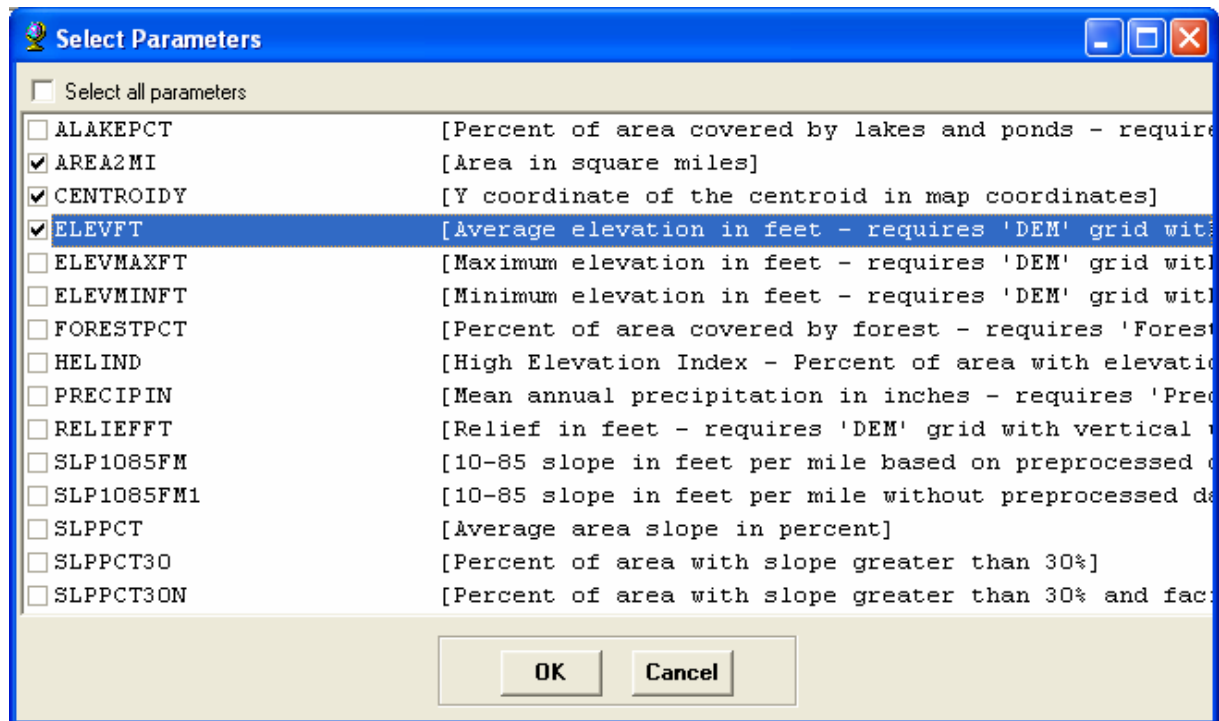 Select Parameters
Select all parameters
ALAKEPCT [Percent of area covered by lakes and ponds - require
AREA2MI [Area in square miles]
CENTROIDY [Y coordinate of the centroid in map coordinates]
ELEVFT [Average elevation in feet - requires 'DEM' grid wit
ELEVMAXFT [Maximum elevation in feet - requires 'DEM' grid with
ELEVMINFT [Minimum elevation in feet - requires 'DEM' grid with
FORESTPCT [Percent of area covered by forest - requires 'Forest
HELIND [High Elevation Index - Percent of area with elevatio
PRECIPIN [Mean annual precipitation in inches - requires 'Prec
RELIEFFT [Relief in feet - requires 'DEM' grid with vertical
SLP1085FM [10-85 slope in feet per mile based on preprocessed
SLP1085FM1 [10-85 slope in feet per mile without preprocessed da
SLPPCT [Average area slope in percent]
SLPPCT30 [Percent of area with slope greater than 30%]
SLPPCT30N [Percent of area with slope greater than 30% and faci
OK Cancel